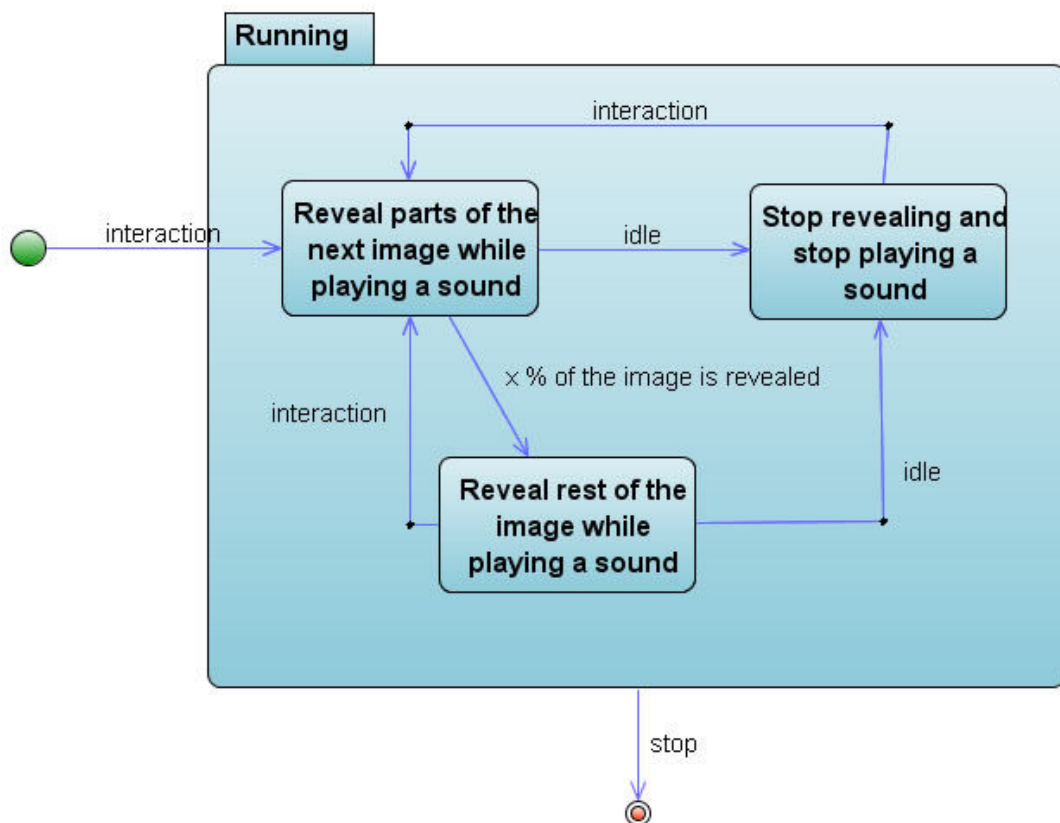 Running
interaction
Reveal parts of the
next image while
playing a sound
Stop revealing and
stop playing a
sound
interaction
idle
x % of the image is revealed
interaction
idle
Reveal rest of the
image while
playing a sound
stop